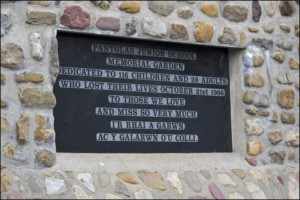 PANTGLAS JUNIOR SCHOOL
MEMORIAL GARDEN
DEDICATED TO 116 CHILDREN AND 28 ADULTS
WHO LOST THEIR LIVES OCTOBER 21st 1966
TO THOSE WE LOVE
AND MISS SO VERY MUCH
I'R RHAI A GARWN
AC Y GALARWN O'U COLLI